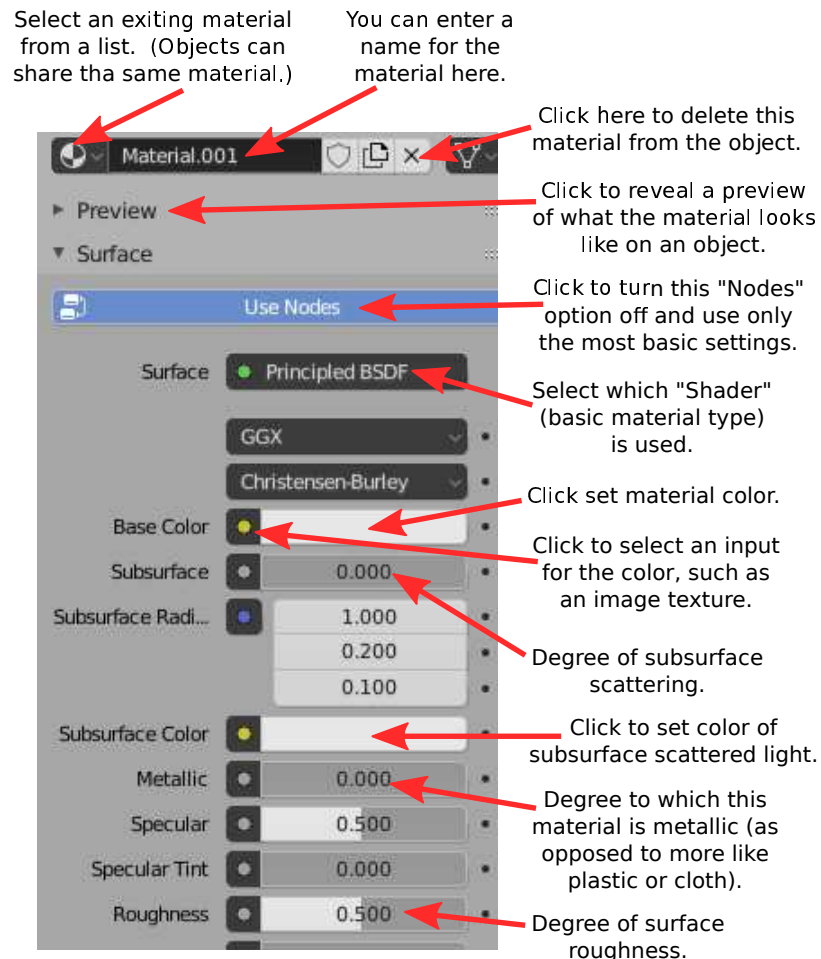 Select an exiting material
from a list.  (Objects can
share tha same material.)
You can enter a
name for the
material here.
Click here to delete this
material from the object.
Material.001
Click to reveal a preview
of what the material looks
like on an object.
Preview
Surface
Click to turn this "Nodes"
option off and use only
the most basic settings.
Use Nodes
Surface
Principled BSDF
Select which "Shader"
(basic material type)
is used.
GGX
Christensen-Burley
Click set material color.
Base Color
Click to select an input
for the color, such as
an image texture.
Subsurface
0.000
Subsurface Radi...
1.000
0.200
0.100
Degree of subsurface
scattering.
Click to set color of
subsurface scattered light.
Subsurface Color
Metallic
0.000
Degree to which this
material is metallic (as
opposed to more like
plastic or cloth).
Specular
0.500
Specular Tint
0.000
Roughness
0.500
Degree of surface
roughness.